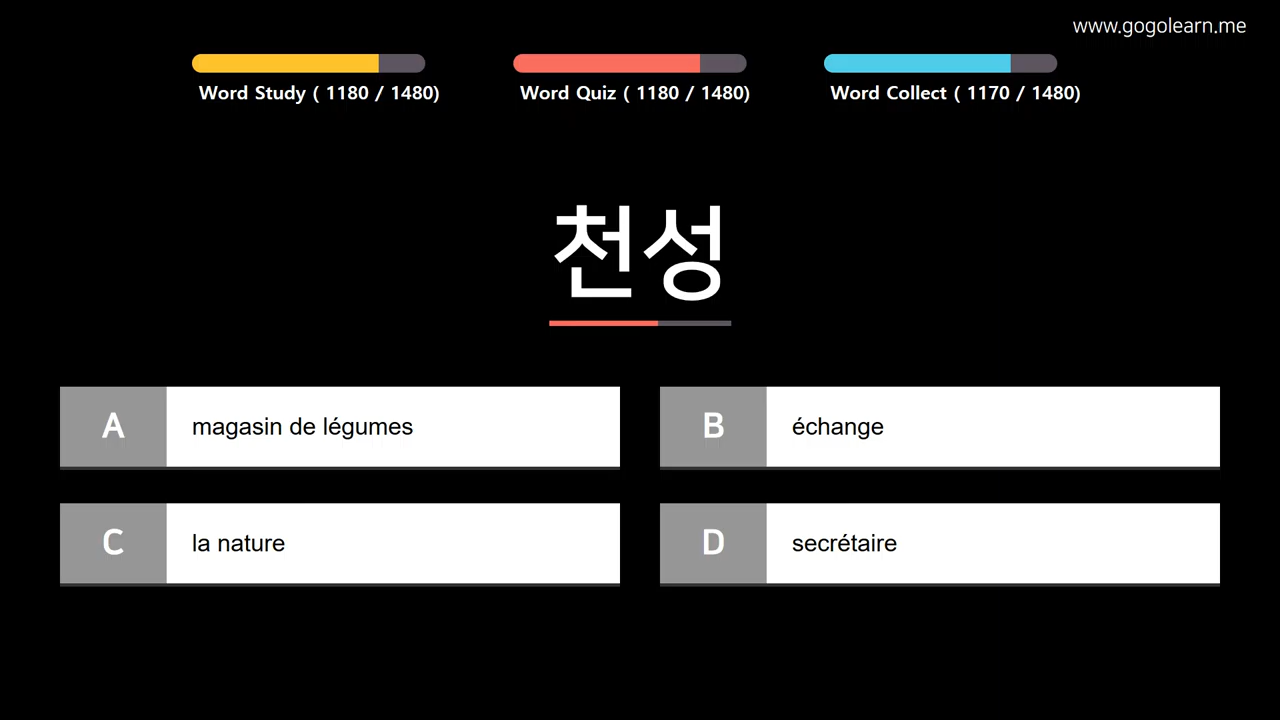 www.gogolearn.me
Word Study ( 1180 / 1480)
Word Quiz ( 1180 / 1480)
Word Collect ( 1170 / 1480)
천성
A magasin de légumes
B échange
C la nature
D secrétaire